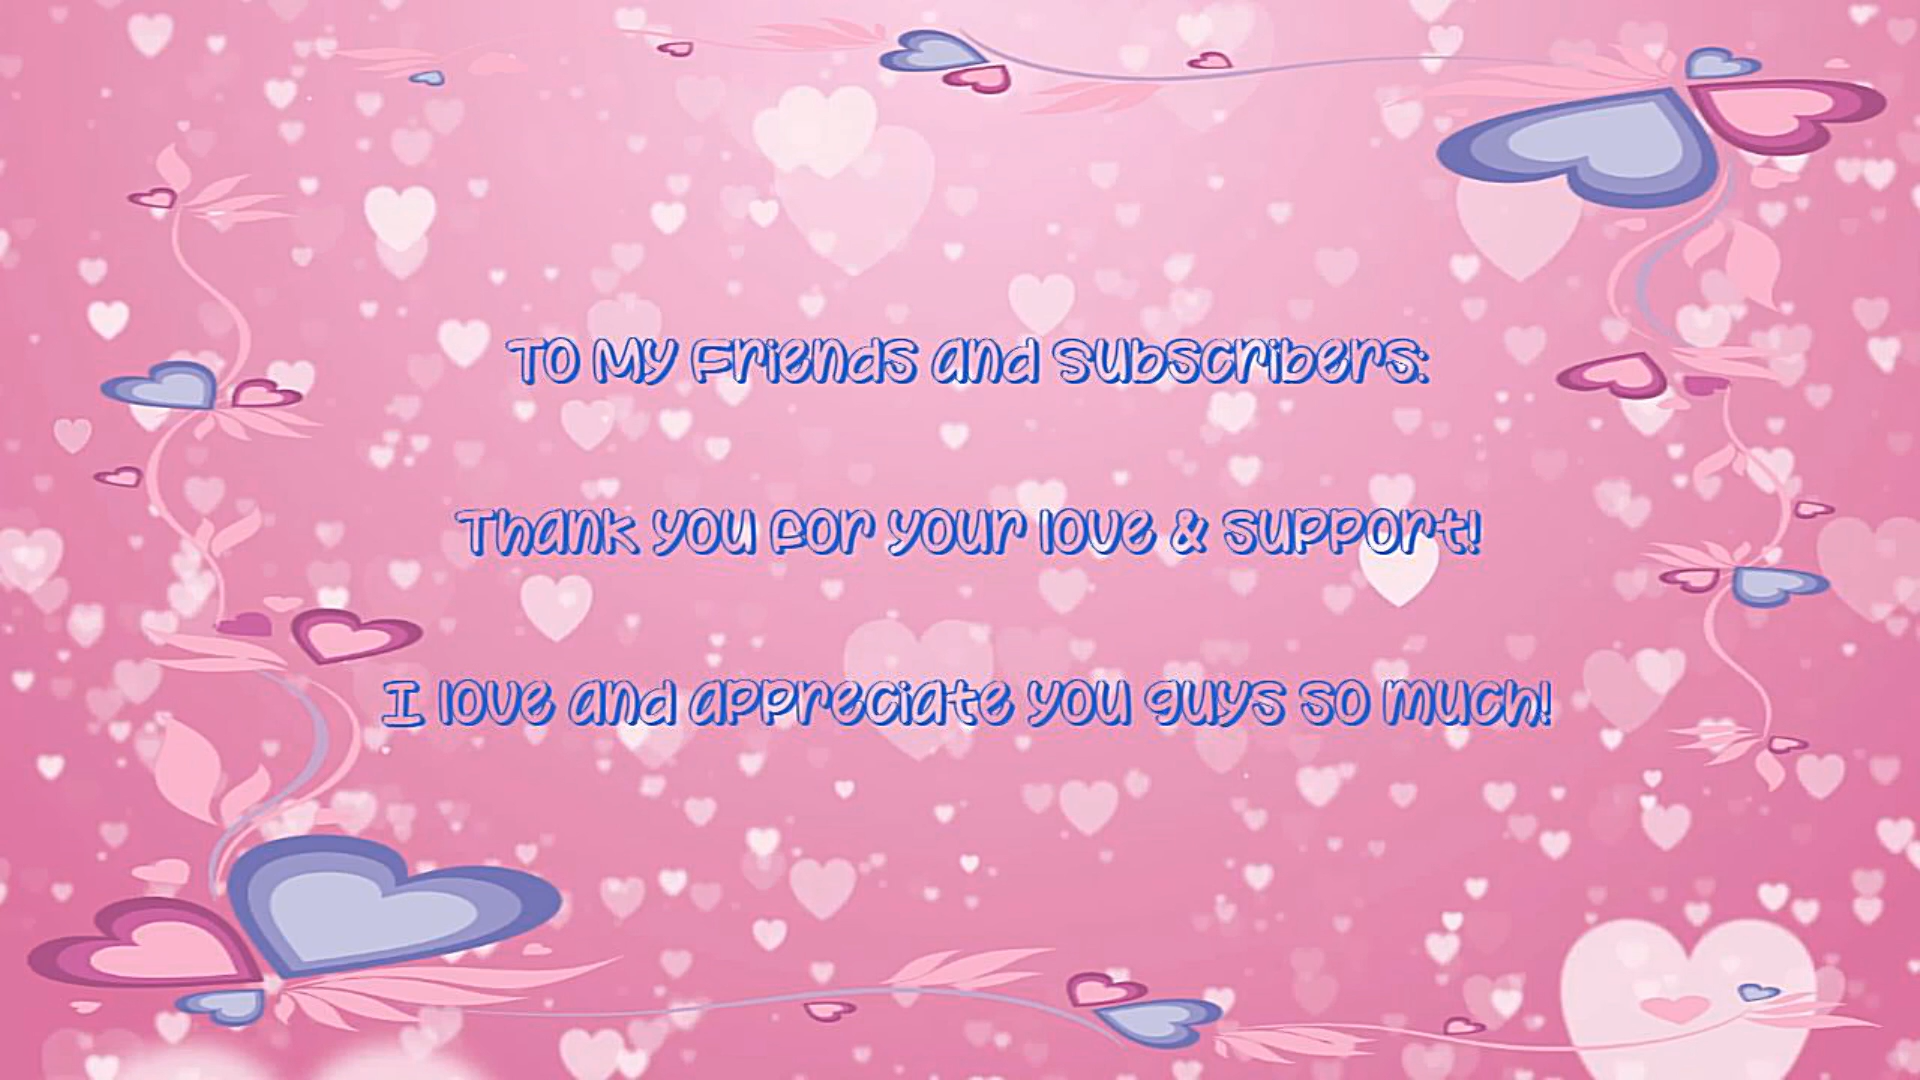 To My Friends and Subscribers:
Thank you for your love & support!
I love and appreciate you guys so much!